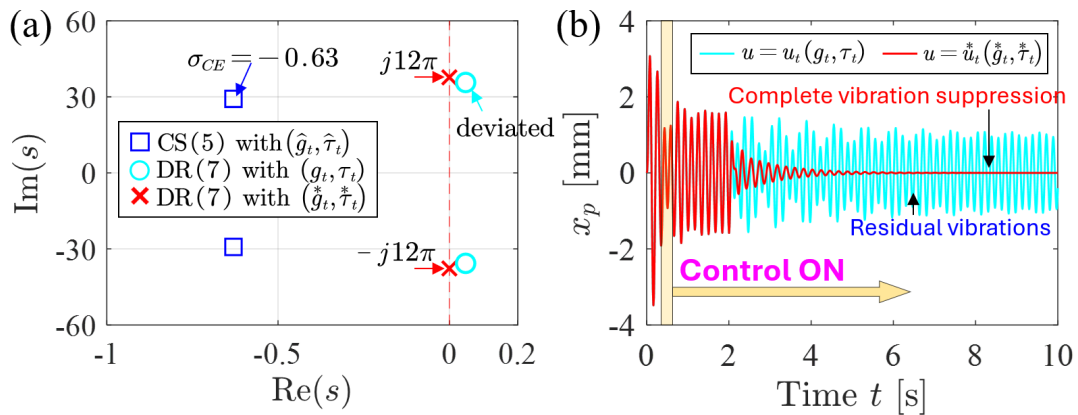 (a)
60
30
0
-30
-60
Im(s)
-1
-0.5
0
0.2
Re(s)
σ_CE = −0.63
j12π
deviated
CS(5) with (ĝ_t, τ̂_t)
DR(7) with (g_t, τ_t)
DR(7) with (g*_t, τ*_t)
−j12π
(b)
4
2
0
-2
-4
x_p [mm]
0
2
4
6
8
10
Time t [s]
u = u_t(g_t, τ_t)
u = u*_t(g*_t, τ*_t)
Complete vibration suppression
Residual vibrations
Control ON